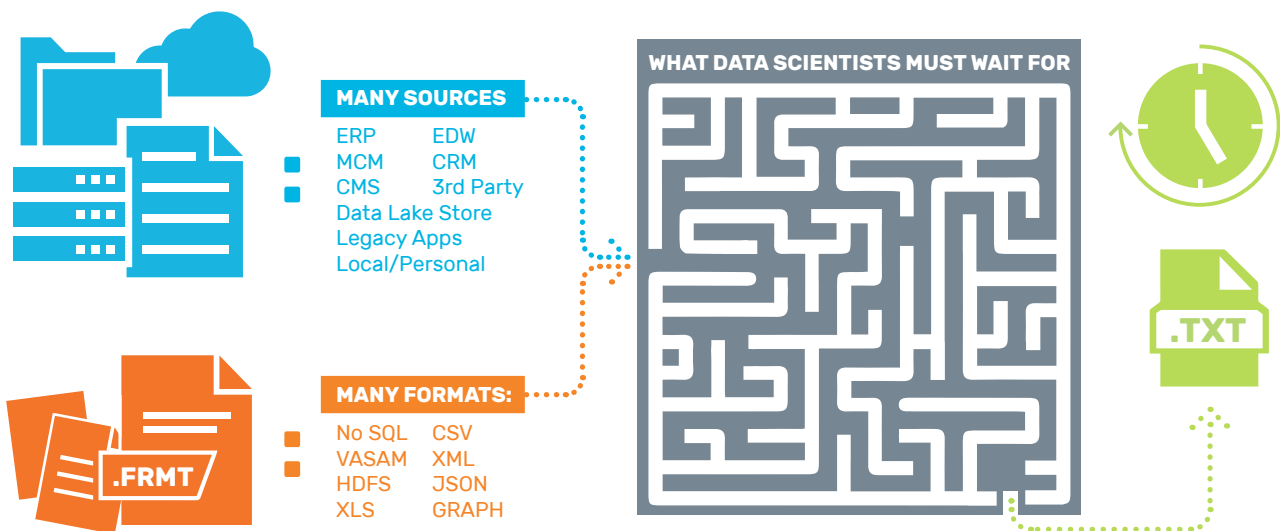 MANY SOURCES
ERP EDW
MCM CRM
CMS 3rd Party
Data Lake Store
Legacy Apps
Local/Personal
.FRMT
MANY FORMATS:
No SQL CSV
VASAM XML
HDFS JSON
XLS GRAPH
WHAT DATA SCIENTISTS MUST WAIT FOR
.TXT